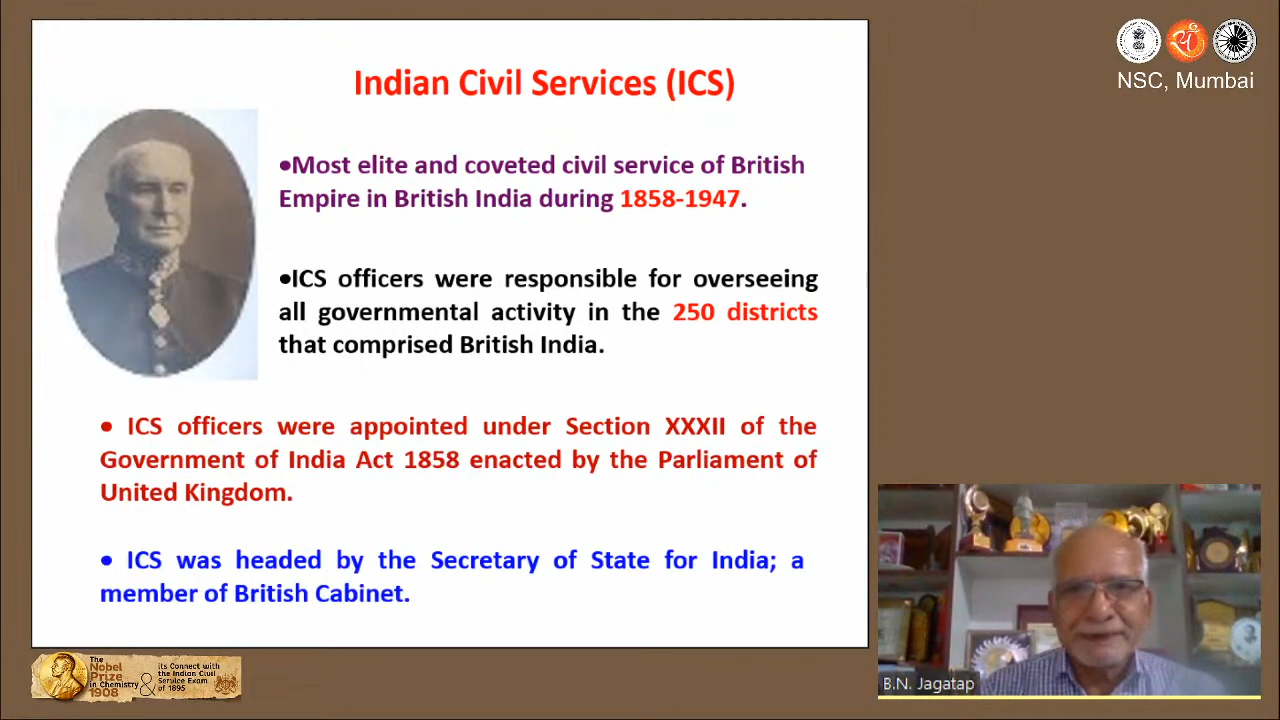 Indian Civil Services (ICS)
•Most elite and coveted civil service of British
Empire in British India during 1858-1947.
•ICS officers were responsible for overseeing
all governmental activity in the 250 districts
that comprised British India.
• ICS officers were appointed under Section XXXII of the
Government of India Act 1858 enacted by the Parliament of
United Kingdom.
• ICS was headed by the Secretary of State for India; a
member of British Cabinet.
NSC, Mumbai
B.N. Jagatap
The
Nobel
Prize
in Chemistry
1908
&
its Connect with
the Indian Civil
Service Exam
of 1895